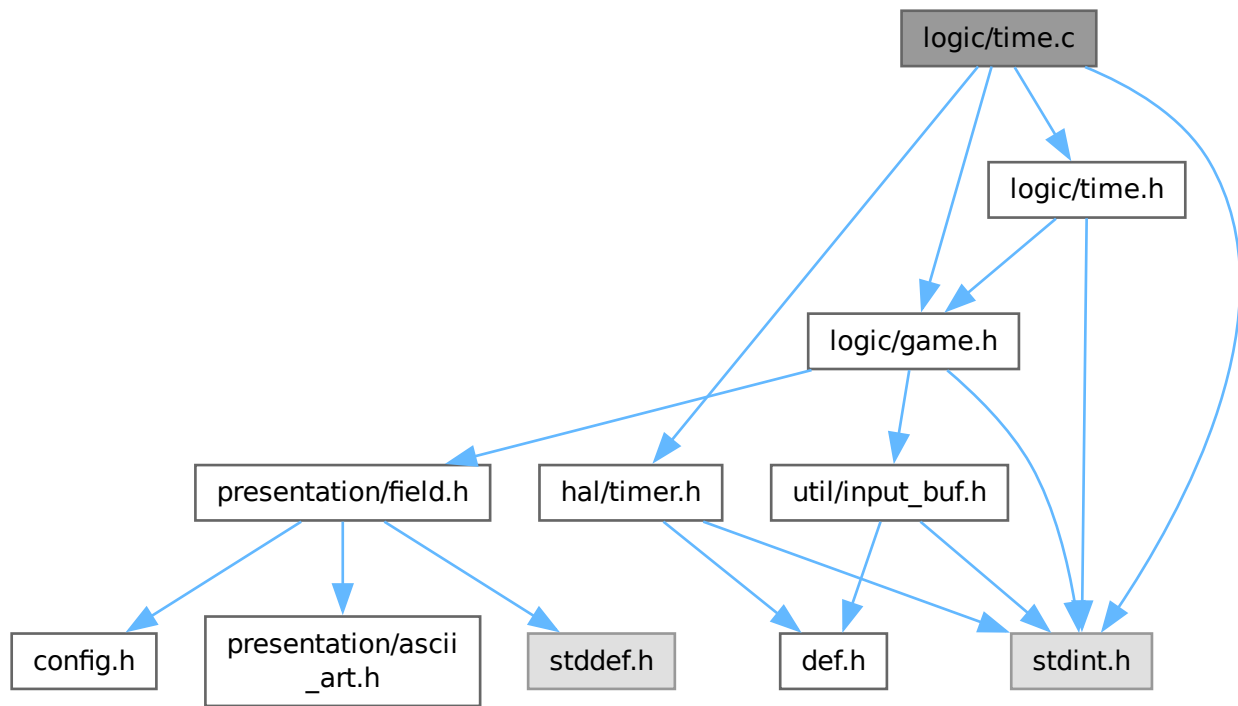 logic/time.c
logic/time.h
logic/game.h
presentation/field.h
hal/timer.h
util/input_buf.h
config.h
presentation/ascii
_art.h
stddef.h
def.h
stdint.h